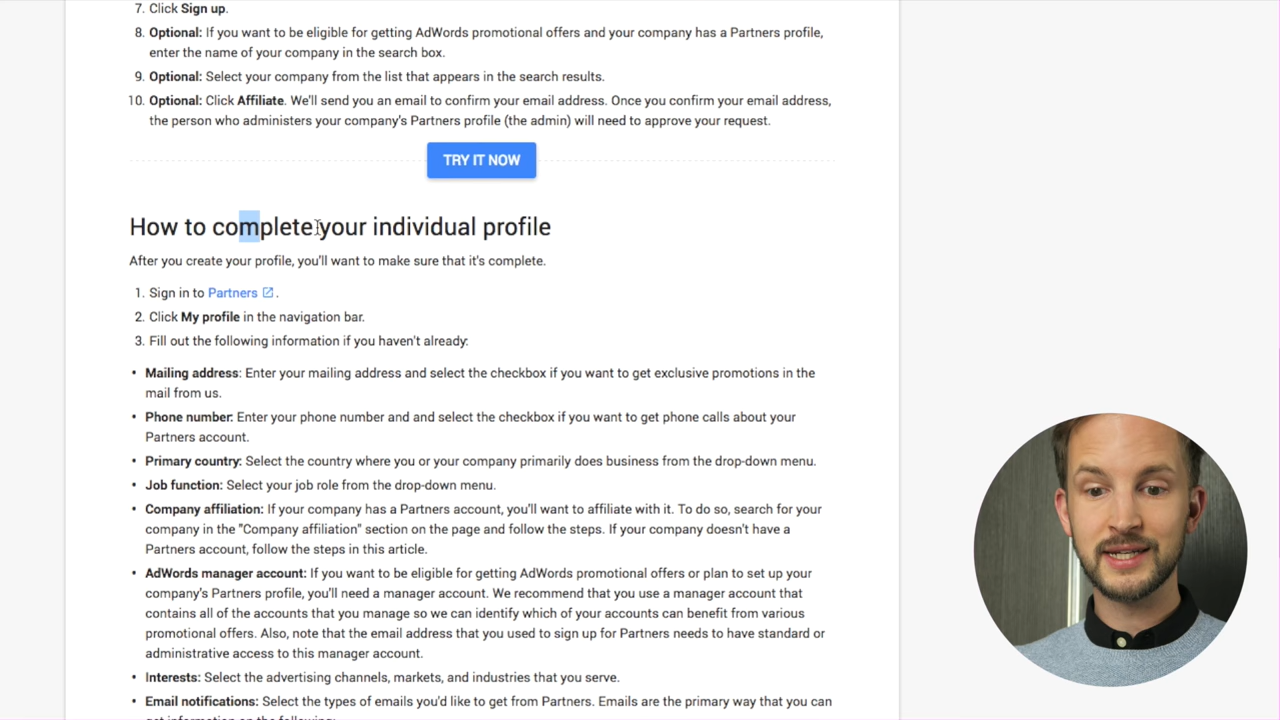 7. Click Sign up.
8. Optional: If you want to be eligible for getting AdWords promotional offers and your company has a Partners profile,
enter the name of your company in the search box.
9. Optional: Select your company from the list that appears in the search results.
10. Optional: Click Affiliate. We'll send you an email to confirm your email address. Once you confirm your email address,
the person who administers your company's Partners profile (the admin) will need to approve your request.
TRY IT NOW
How to complete your individual profile
After you create your profile, you'll want to make sure that it's complete.
1. Sign in to Partners .
2. Click My profile in the navigation bar.
3. Fill out the following information if you haven't already:
• Mailing address: Enter your mailing address and select the checkbox if you want to get exclusive promotions in the
mail from us.
• Phone number: Enter your phone number and and select the checkbox if you want to get phone calls about your
Partners account.
• Primary country: Select the country where you or your company primarily does business from the drop-down menu.
• Job function: Select your job role from the drop-down menu.
• Company affiliation: If your company has a Partners account, you'll want to affiliate with it. To do so, search for your
company in the "Company affiliation" section on the page and follow the steps. If your company doesn't have a
Partners account, follow the steps in this article.
• AdWords manager account: If you want to be eligible for getting AdWords promotional offers or plan to set up your
company's Partners profile, you'll need a manager account. We recommend that you use a manager account that
contains all of the accounts that you manage so we can identify which of your accounts can benefit from various
promotional offers. Also, note that the email address that you used to sign up for Partners needs to have standard or
administrative access to this manager account.
• Interests: Select the advertising channels, markets, and industries that you serve.
• Email notifications: Select the types of emails you'd like to get from Partners. Emails are the primary way that you can
get information on the following: